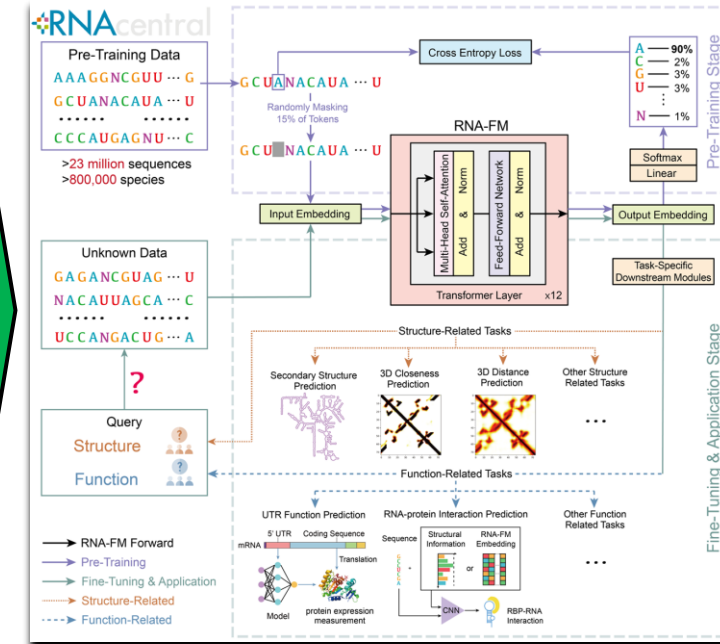 RNAcentral
Pre-Training Data
AAAGGNCGUU ··· G
GCUANACAUA ··· U
······ ······
CCCAUGAGNU ··· C
>23 million sequences
>800,000 species
GCUANACAUA ··· U
Randomly Masking
15% of Tokens
GCU NACAUA ··· U
Cross Entropy Loss
A 90%
C 2%
G 3%
U 3%
⋮
N 1%
Softmax
Linear
Pre-Training Stage
RNA-FM
Input Embedding
Multi-Head Self-Attention
Add & Norm
Feed-Forward Network
Add & Norm
Transformer Layer ×12
Output Embedding
Task-Specific
Downstream Modules
Unknown Data
GAGANCGUAG ··· U
NACAUUAGCA ··· C
······ ······
UCCANGACUG ··· A
?
Query
Structure
?
Function
?
Structure-Related Tasks
Secondary Structure
Prediction
3D Closeness
Prediction
3D Distance
Prediction
Other Structure
Related Tasks
···
Function-Related Tasks
UTR Function Prediction
RNA-protein Interaction Prediction
Other Function
Related Tasks
···
mRNA
5' UTR
Coding Sequence
Translation
Model
protein expression
measurement
Sequence
Structural
Information
or
RNA-FM
Embedding
CNN
RBP-RNA
Interaction
Fine-Tuning & Application Stage
RNA-FM Forward
Pre-Training
Fine-Tuning & Application
Structure-Related
Function-Related